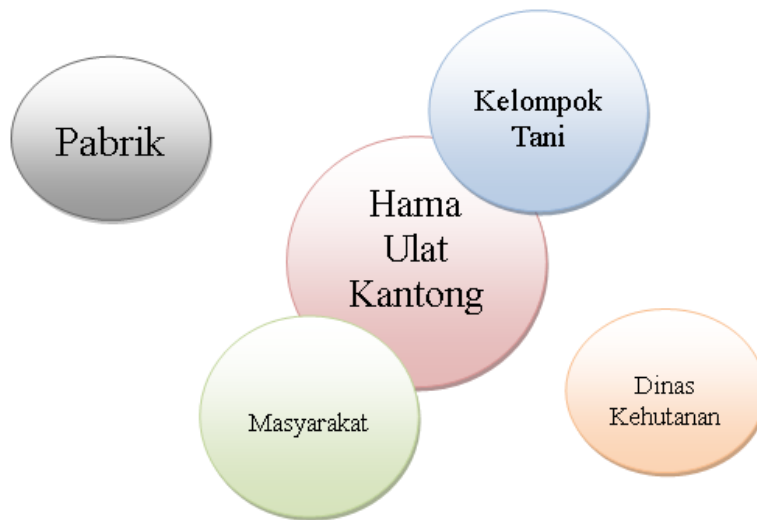 Pabrik
Kelompok
Tani
Hama
Ulat
Kantong
Masyarakat
Dinas
Kehutanan